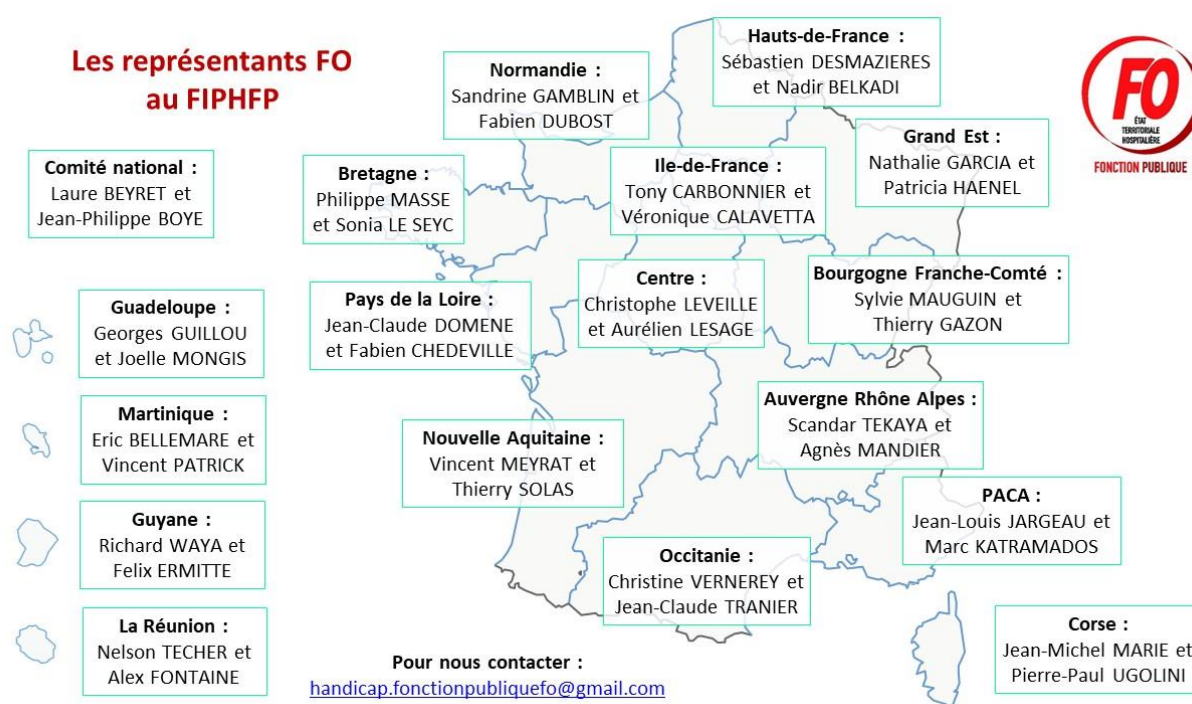 Les représentants FO
au FIPHFP
Hauts-de-France :
Sébastien DESMAZIERES
et Nadir BELKADI
Normandie :
Sandrine GAMBLIN et
Fabien DUBOST
FO
ÉTAT
TERRITORIALE
HOSPITALIÈRE
FONCTION PUBLIQUE
Grand Est :
Nathalie GARCIA et
Patricia HAENEL
Comité national :
Laure BEYRET et
Jean-Philippe BOYE
Bretagne :
Philippe MASSE
et Sonia LE SEYC
Ile-de-France :
Tony CARBONNIER et
Véronique CALAVETTA
Guadeloupe :
Georges GUILLOU
et Joelle MONGIS
Pays de la Loire :
Jean-Claude DOMENE
et Fabien CHEDEVILLE
Centre :
Christophe LEVEILLE
et Aurélien LESAGE
Bourgogne Franche-Comté :
Sylvie MAUGUIN et
Thierry GAZON
Martinique :
Eric BELLEMARE et
Vincent PATRICK
Nouvelle Aquitaine :
Vincent MEYRAT et
Thierry SOLAS
Auvergne Rhône Alpes :
Scandar TEKAYA et
Agnès MANDIER
Guyane :
Richard WAYA et
Felix ERMITTE
PACA :
Jean-Louis JARGEAU et
Marc KATRAMADOS
Occitanie :
Christine VERNEREY et
Jean-Claude TRANIER
La Réunion :
Nelson TECHER et
Alex FONTAINE
Corse :
Jean-Michel MARIE et
Pierre-Paul UGOLINI
Pour nous contacter :
handicap.fonctionpubliquefo@gmail.com